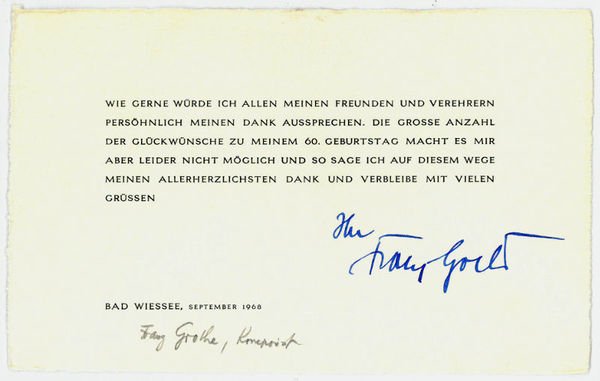 WIE GERNE WÜRDE ICH ALLEN MEINEN FREUNDEN UND VEREHRERN
PERSÖHNLICH MEINEN DANK AUSSPRECHEN. DIE GROSSE ANZAHL
DER GLÜCKWÜNSCHE ZU MEINEM 60. GEBURTSTAG MACHT ES MIR
ABER LEIDER NICHT MÖGLICH UND SO SAGE ICH AUF DIESEM WEGE
MEINEN ALLERHERZLICHSTEN DANK UND VERBLEIBE MIT VIELEN
GRÜSSEN
Ihr
Franz Grothe
BAD WIESSEE, SEPTEMBER 1968
Franz Grothe, Komponist